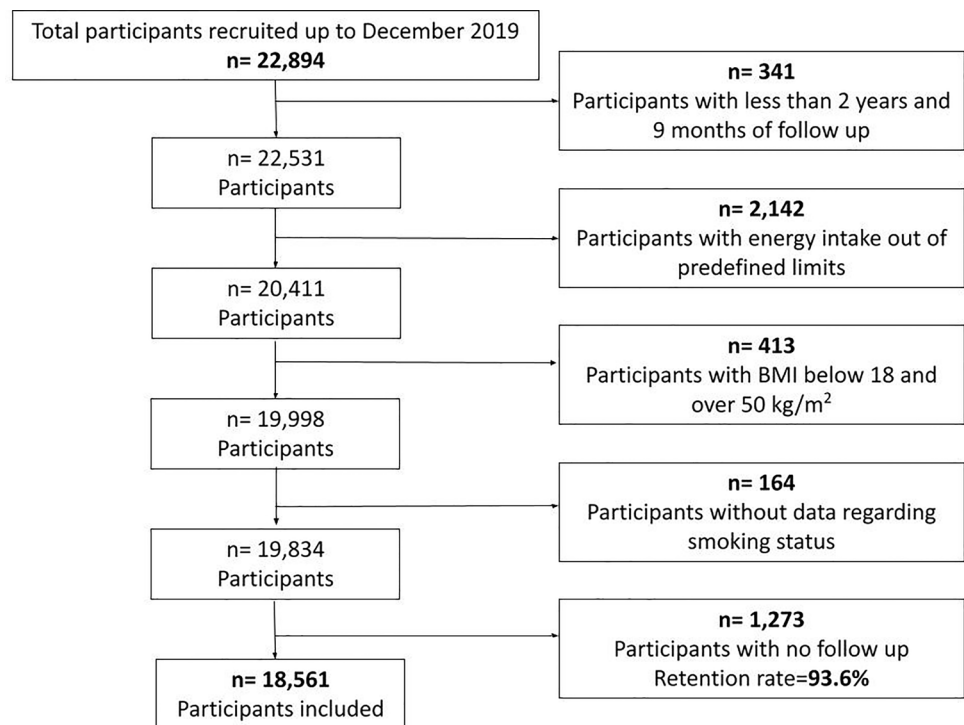 Total participants recruited up to December 2019
n= 22,894
n= 341
Participants with less than 2 years and
9 months of follow up
n= 22,531
Participants
n= 2,142
Participants with energy intake out of
predefined limits
n= 20,411
Participants
n= 413
Participants with BMI below 18 and
over 50 kg/m²
n= 19,998
Participants
n= 164
Participants without data regarding
smoking status
n= 19,834
Participants
n= 1,273
Participants with no follow up
Retention rate=93.6%
n= 18,561
Participants included